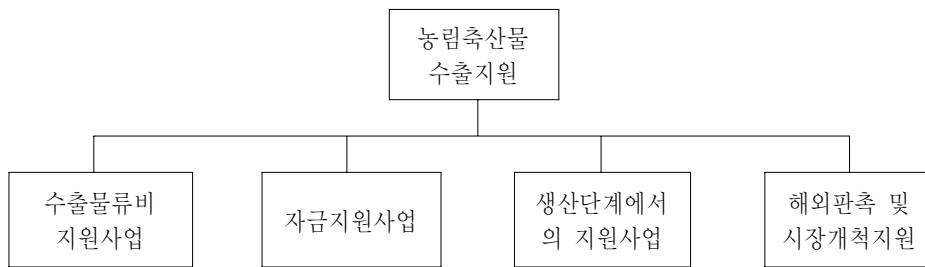 농림축산물
수출지원
수출물류비
지원사업
자금지원사업
생산단계에서
의 지원사업
해외판촉 및
시장개척지원